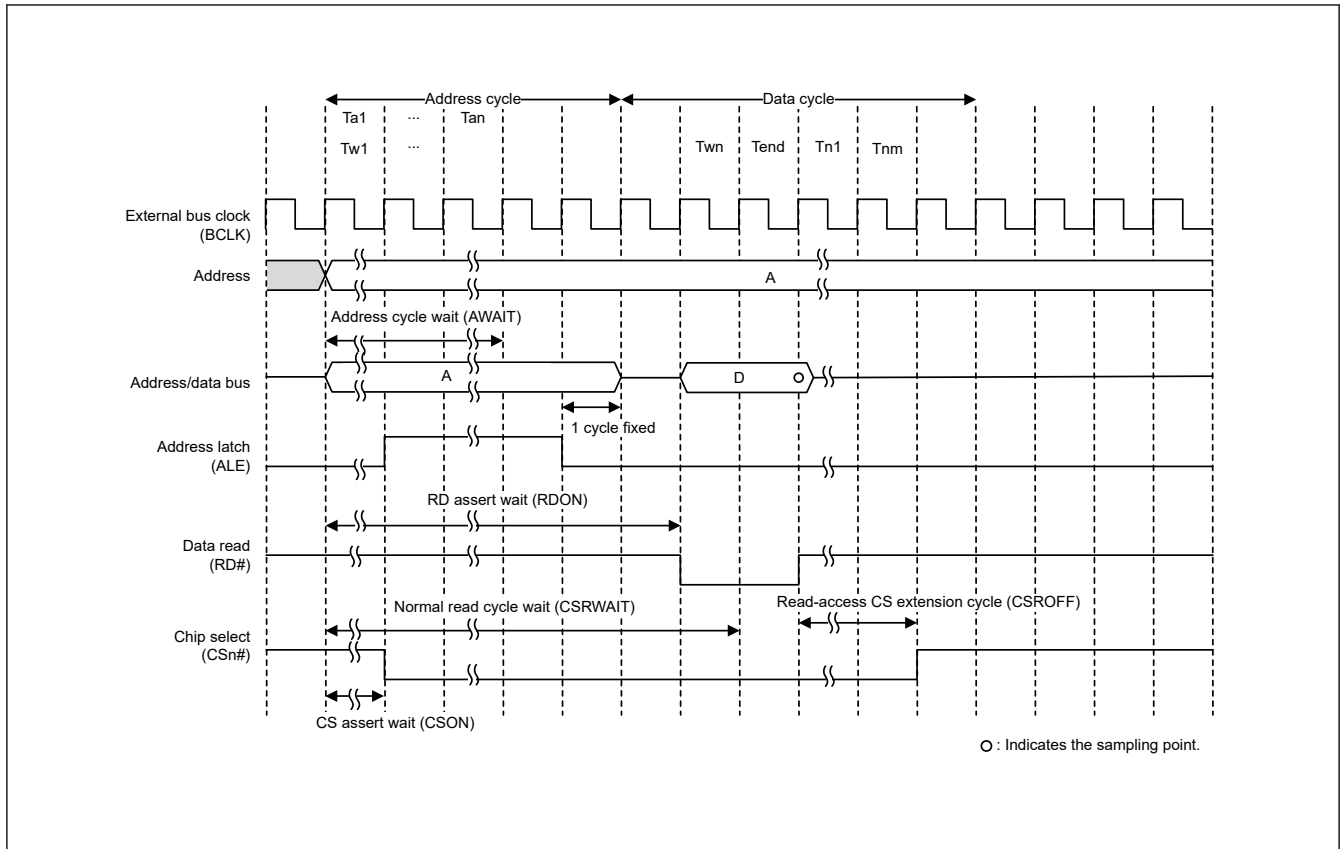 Address cycle
Data cycle
Ta1 ... Tan
Tw1 ... Twn Tend Tn1 Tnm
External bus clock
(BCLK)
Address
A
Address cycle wait (AWAIT)
Address/data bus
A
D
1 cycle fixed
Address latch
(ALE)
RD assert wait (RDON)
Data read
(RD#)
Normal read cycle wait (CSRWAIT)
Read-access CS extension cycle (CSROFF)
Chip select
(CSn#)
CS assert wait (CSON)
: Indicates the sampling point.